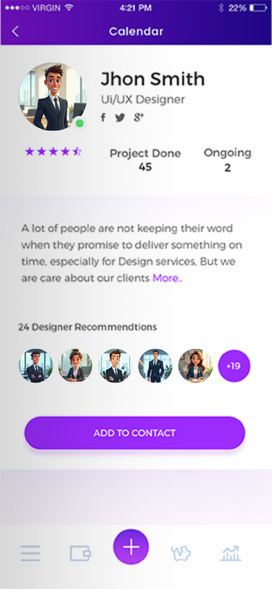 VIRGIN 4:21 PM 22%
Calendar
Jhon Smith
Ui/UX Designer
Project Done
45
Ongoing
2
A lot of people are not keeping their word
when they promise to deliver something on
time, especially for Design services. But we
are care about our clients More..
24 Designer Recommendtions
+19
ADD TO CONTACT